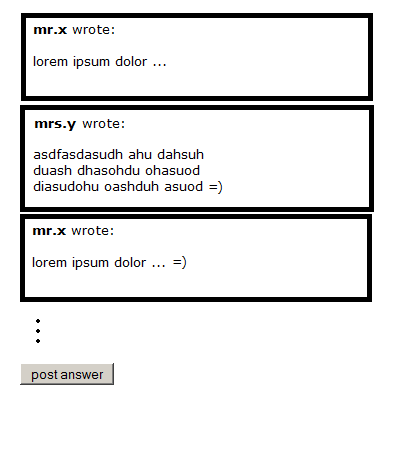 mr.x wrote:
lorem ipsum dolor ...
mrs.y wrote:
asdfasdasudh ahu dahsuh
duash dhasohdu ohasuod
diasudohu oashduh asuod =)
mr.x wrote:
lorem ipsum dolor ... =)
post answer